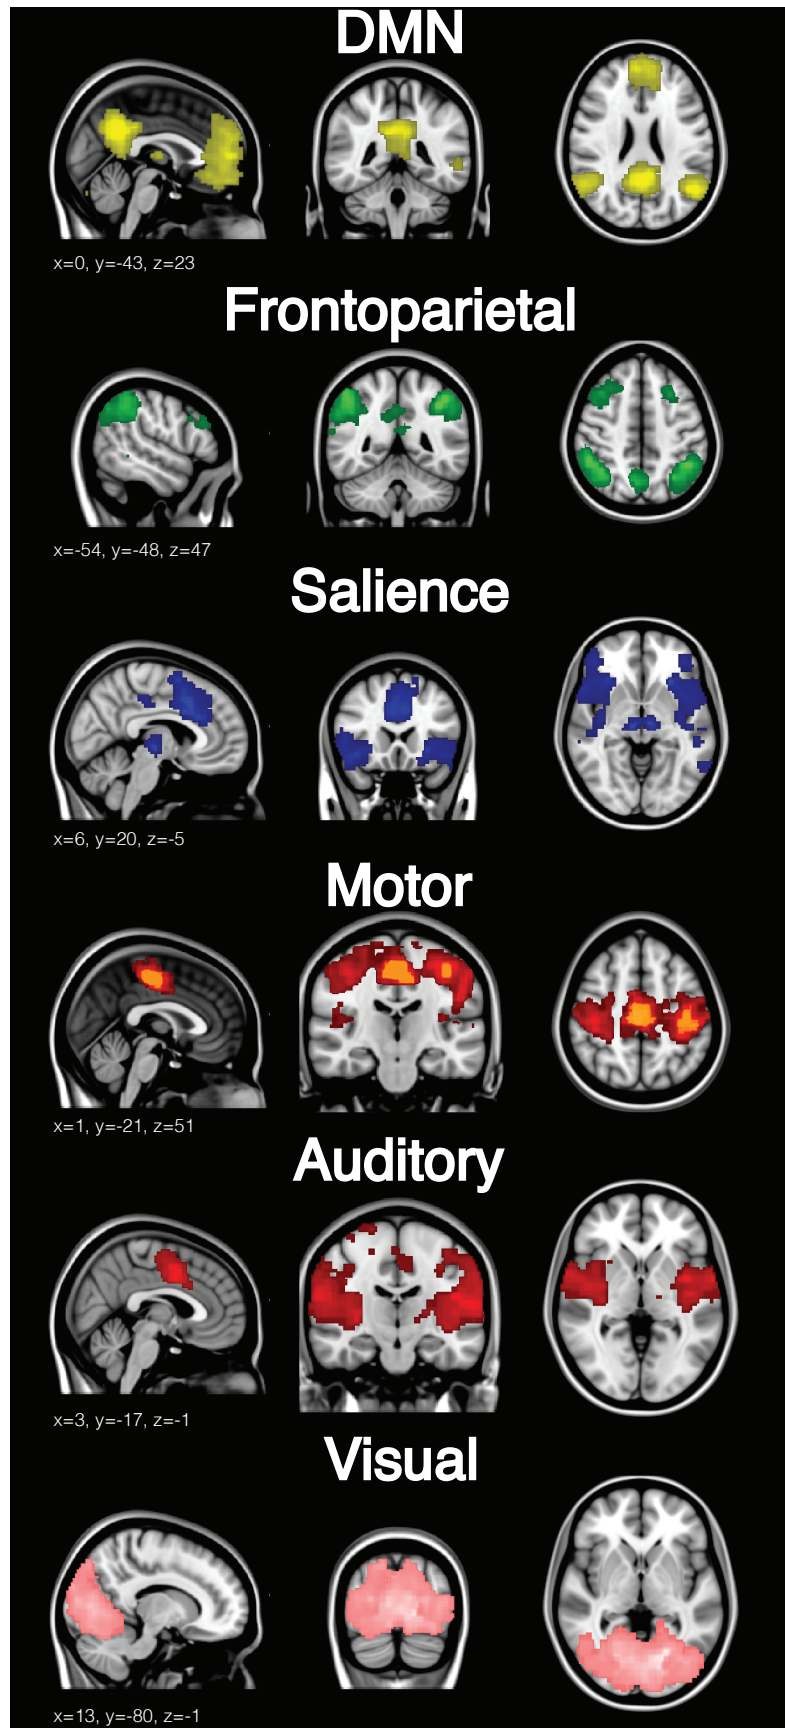 DMN
x=0, y=-43, z=23
Frontoparietal
x=-54, y=-48, z=47
Salience
x=6, y=20, z=-5
Motor
x=1, y=-21, z=51
Auditory
x=3, y=-17, z=-1
Visual
x=13, y=-80, z=-1